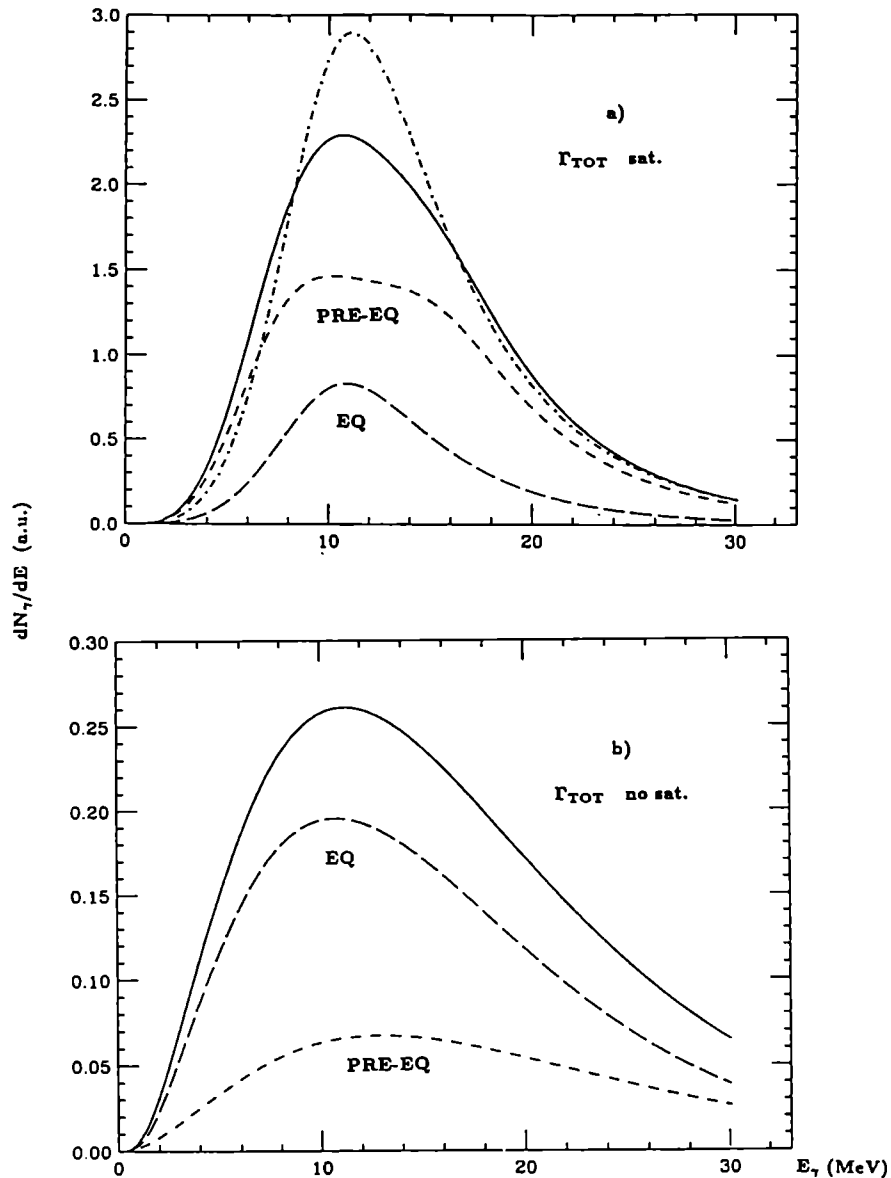 3.0
2.5
2.0
1.5
1.0
0.5
0.0
0 10 20 30
a)
ΓTOT sat.
PRE-EQ
EQ
dNγ/dE (a.u.)
0.30
0.25
0.20
0.15
0.10
0.05
0.00
0 10 20 30
b)
ΓTOT no sat.
EQ
PRE-EQ
Eγ (MeV)